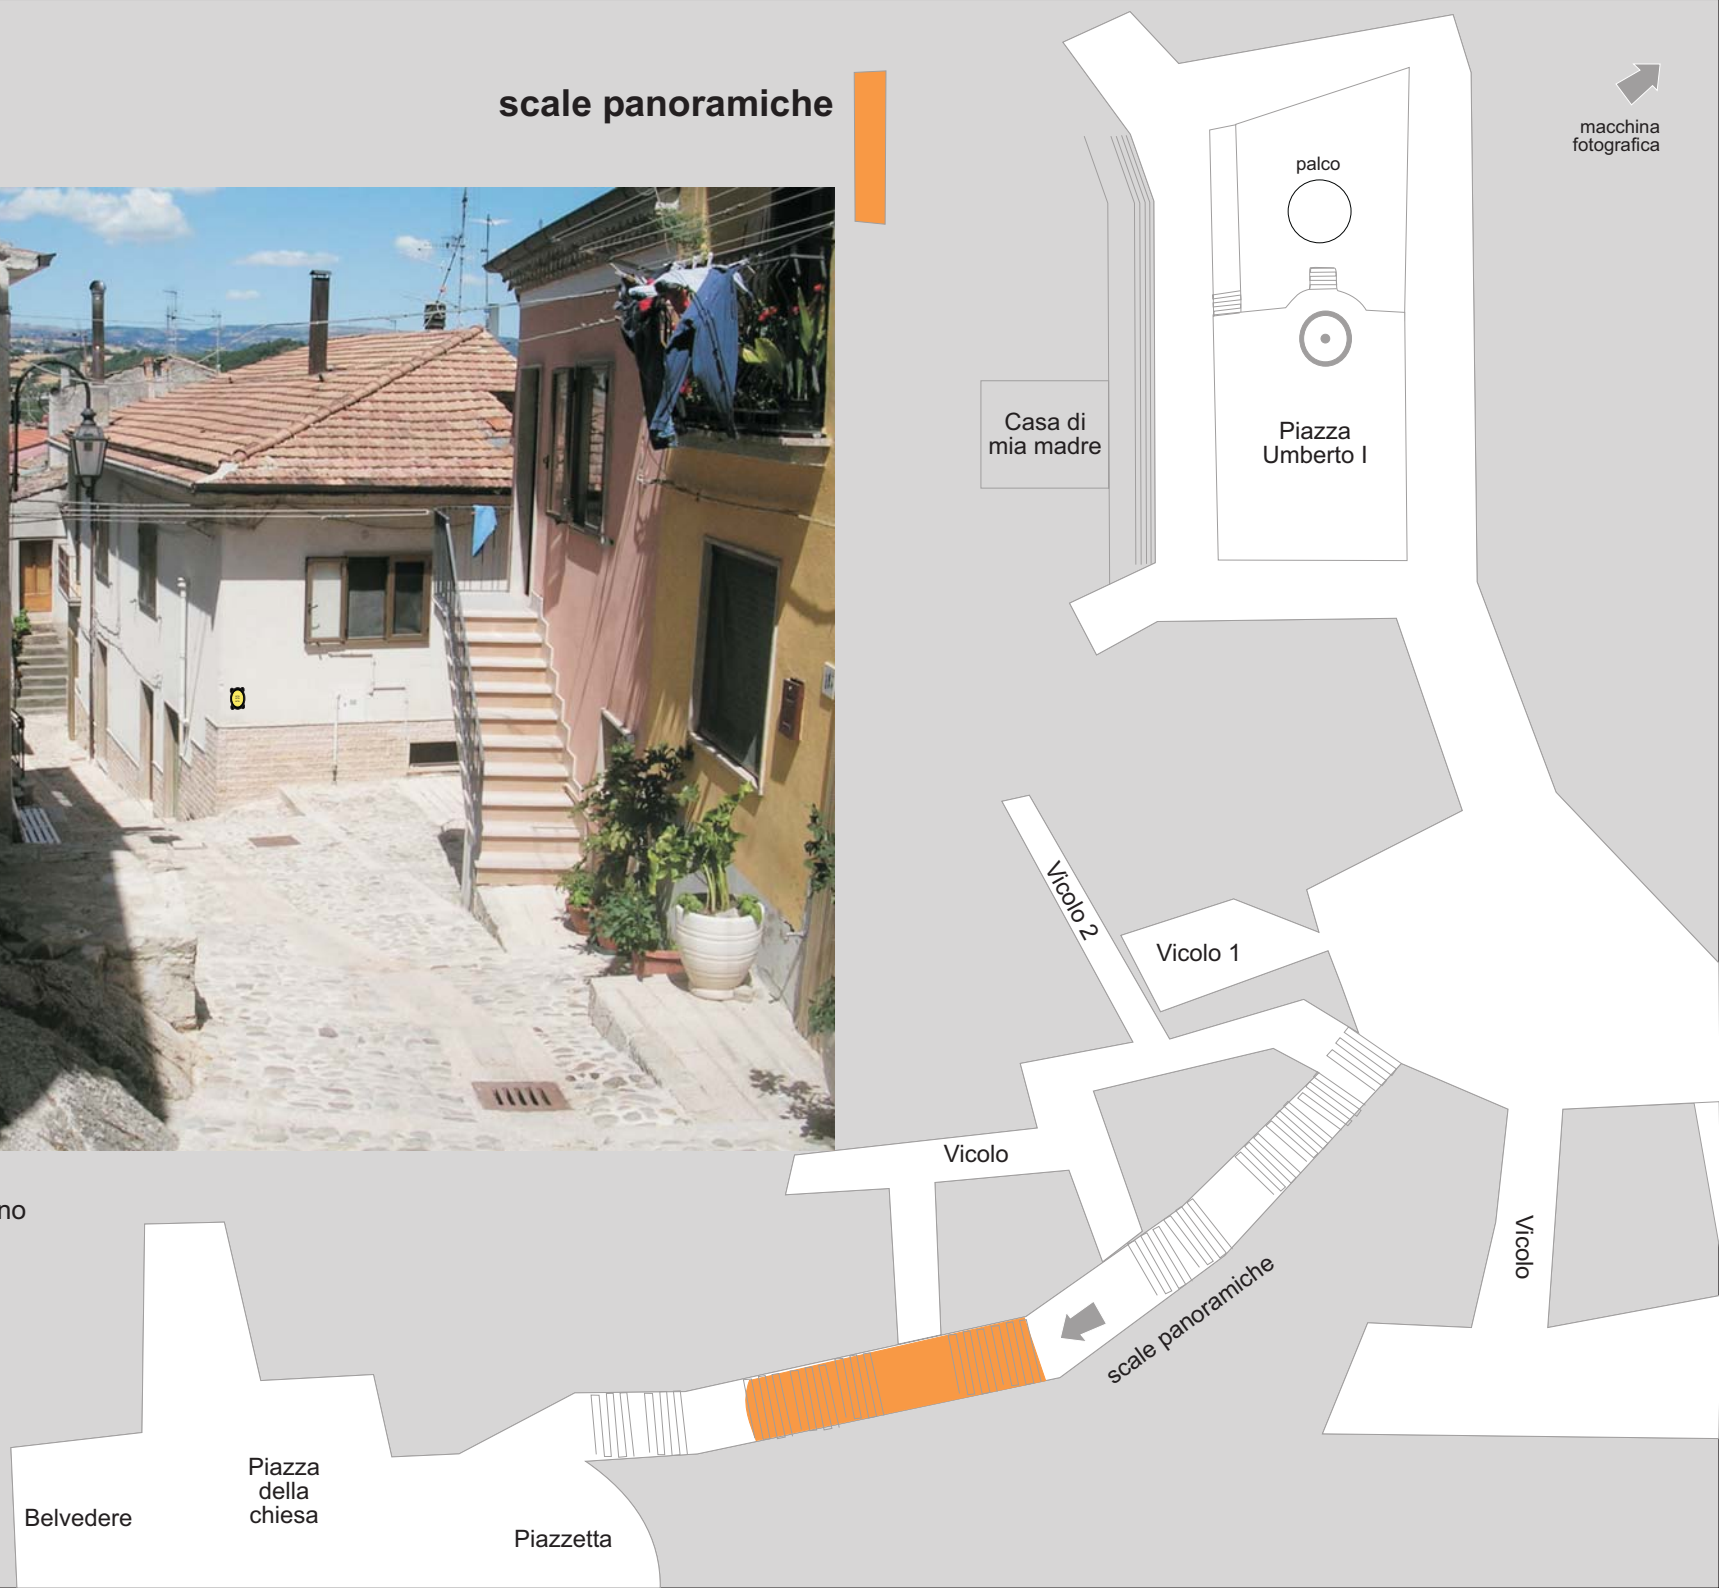 scale panoramiche
macchina
fotografica
palco
Casa di
mia madre
Piazza
Umberto I
Vicolo 2
Vicolo 1
Vicolo
no
Vicolo
scale panoramiche
Piazza
della
chiesa
Belvedere
Piazzetta